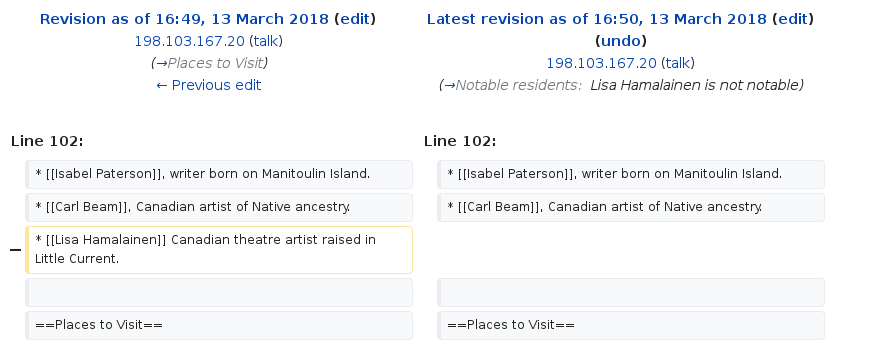 Revision as of 16:49, 13 March 2018 (edit)
198.103.167.20 (talk)
(→Places to Visit)
← Previous edit
Latest revision as of 16:50, 13 March 2018 (edit)
(undo)
198.103.167.20 (talk)
(→Notable residents: Lisa Hamalainen is not notable)
Line 102:
Line 102:
* [[Isabel Paterson]], writer born on Manitoulin Island.
* [[Isabel Paterson]], writer born on Manitoulin Island.
* [[Carl Beam]], Canadian artist of Native ancestry.
* [[Carl Beam]], Canadian artist of Native ancestry.
− * [[Lisa Hamalainen]] Canadian theatre artist raised in
Little Current.
==Places to Visit==
==Places to Visit==